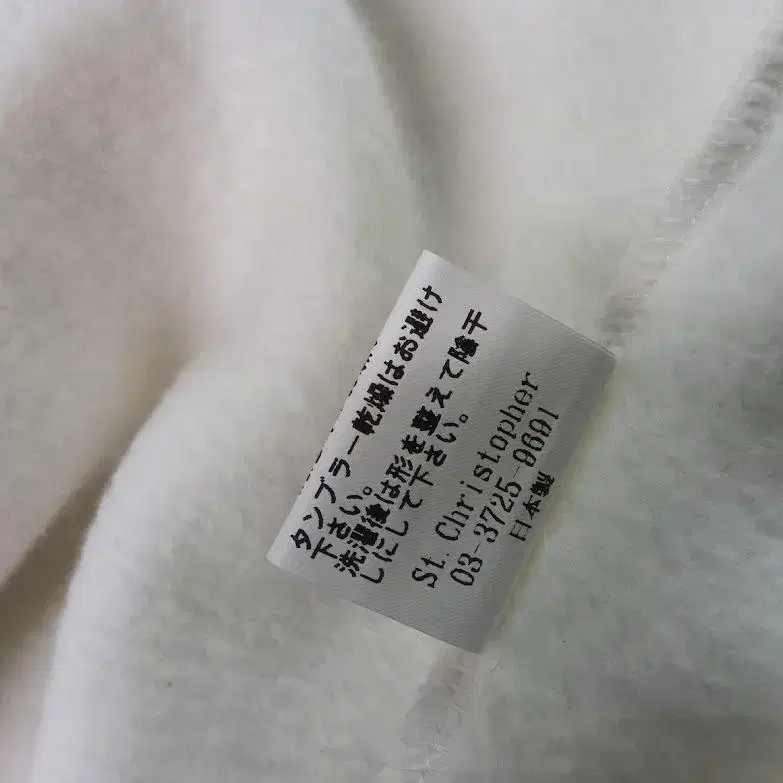 タンブラー乾燥はお避け
下さい。
洗濯後は形を整えて陰干
しにして下さい。
St. Christopher
03-3725-9691
日本製